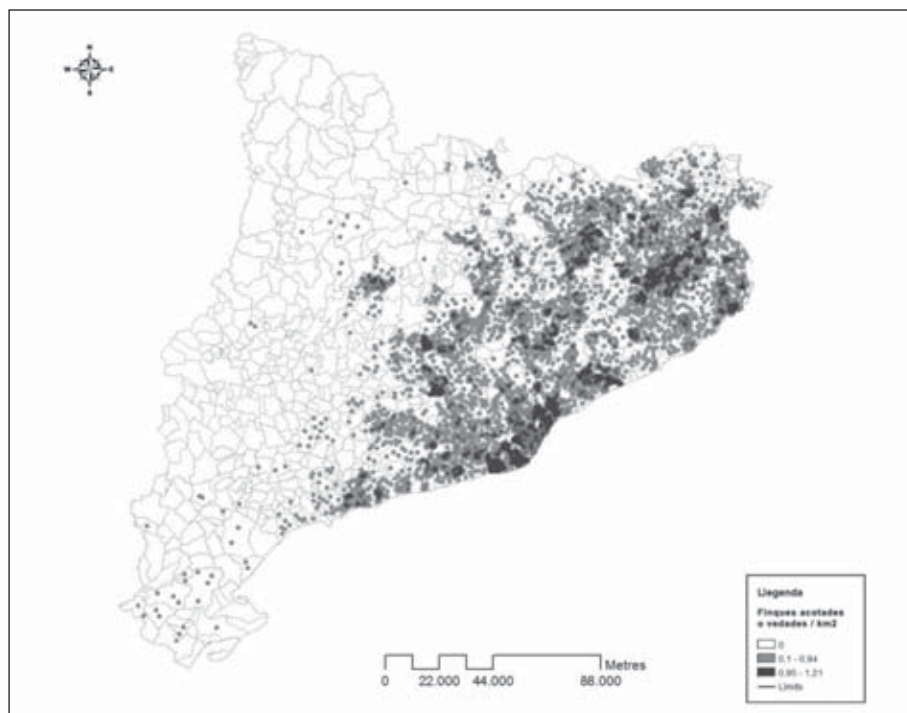 N
W E
S
Llegenda
Finques acotades
o vedades / km2
0
0,1 - 0,94
0,95 - 1,21
Límits
Metres
0 22.000 44.000 88.000